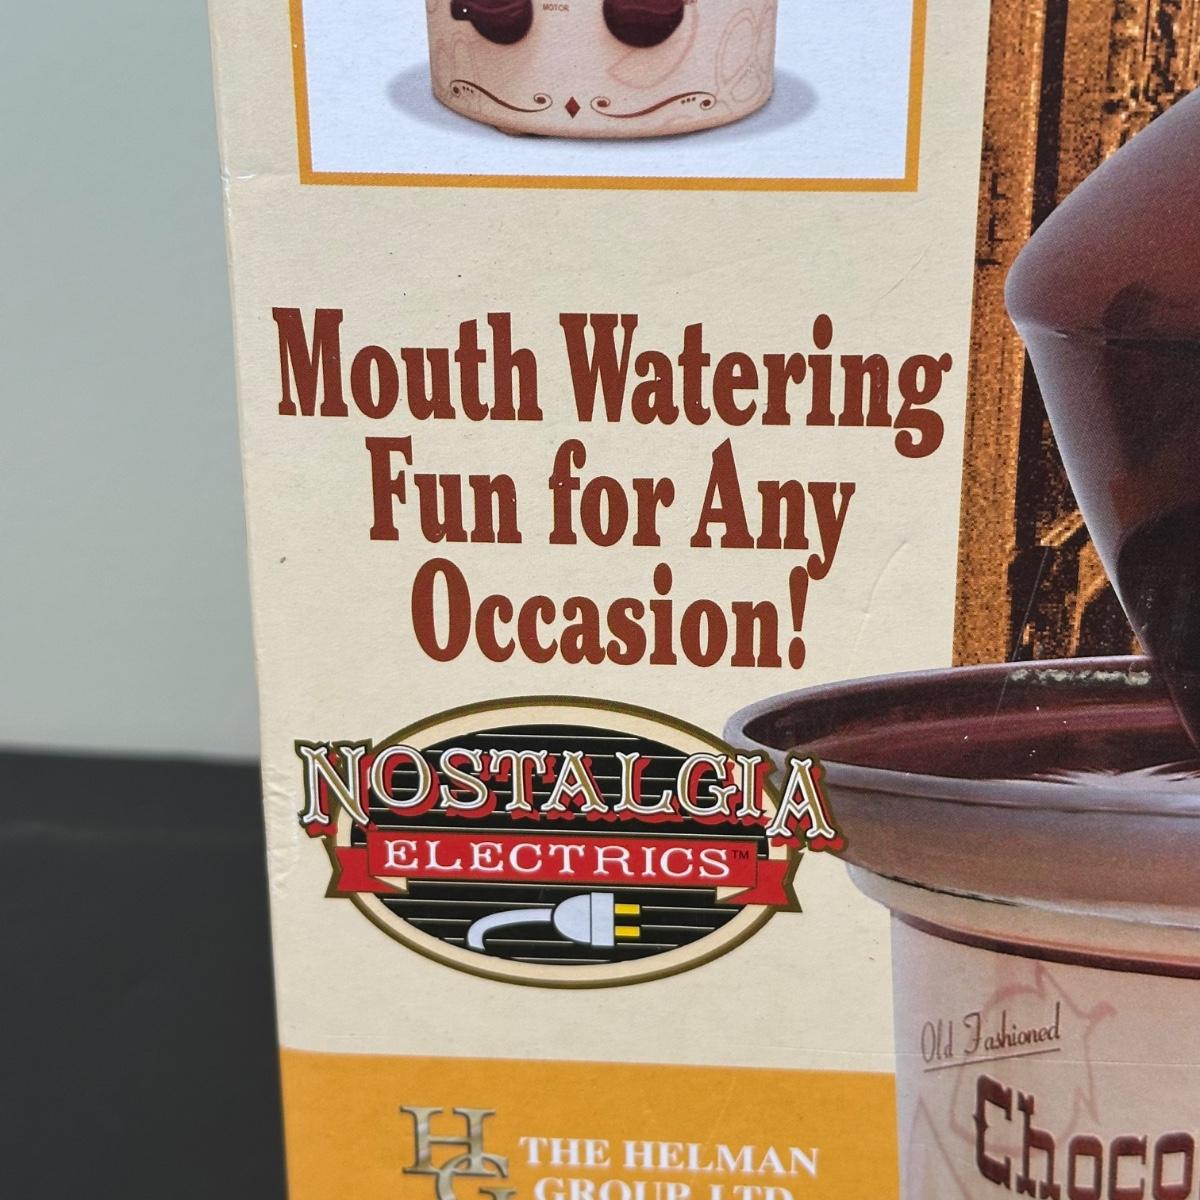 MOTOR
Mouth Watering
Fun for Any
Occasion!
NOSTALGIA
ELECTRICS™
Old Fashioned
Choco
HG
THE HELMAN
GROUP, LTD